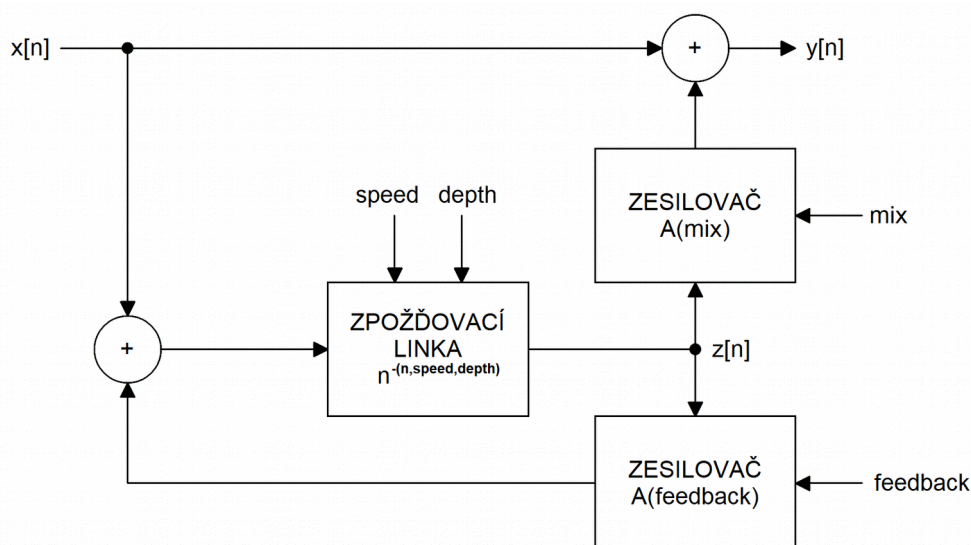 x[n]
+
y[n]
speed depth
ZESILOVAČ
A(mix)
mix
ZPOŽĎOVACÍ
LINKA
n^-(n,speed,depth)
+
z[n]
ZESILOVAČ
A(feedback)
feedback